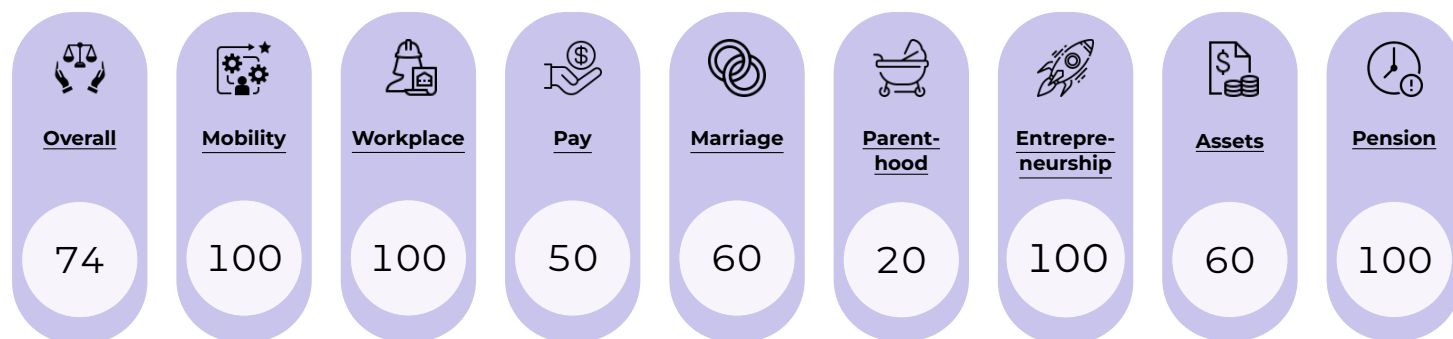 Overall
74
Mobility
100
Workplace
100
Pay
$
50
Marriage
60
Parent-
hood
20
Entrepre-
neurship
100
Assets
$
60
Pension
!
100